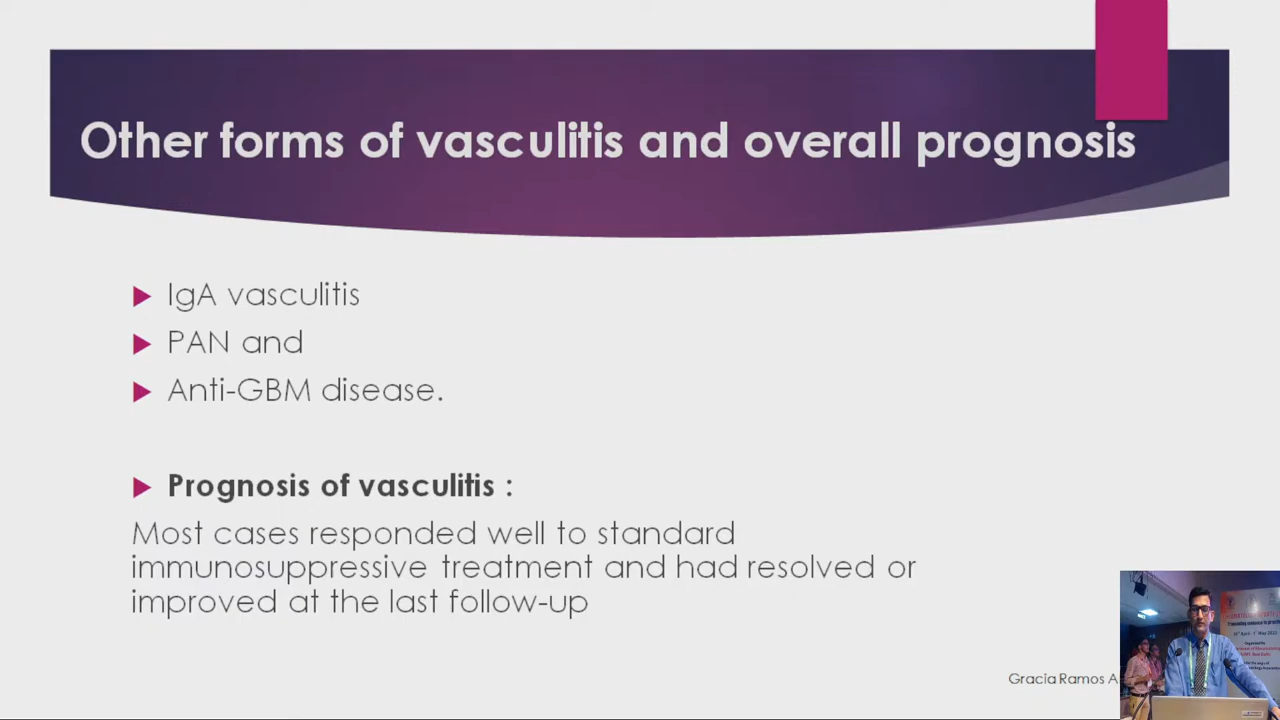 Other forms of vasculitis and overall prognosis
IgA vasculitis
PAN and
Anti-GBM disease.
Prognosis of vasculitis :
Most cases responded well to standard
immunosuppressive treatment and had resolved or
improved at the last follow-up
Gracia Ramos A